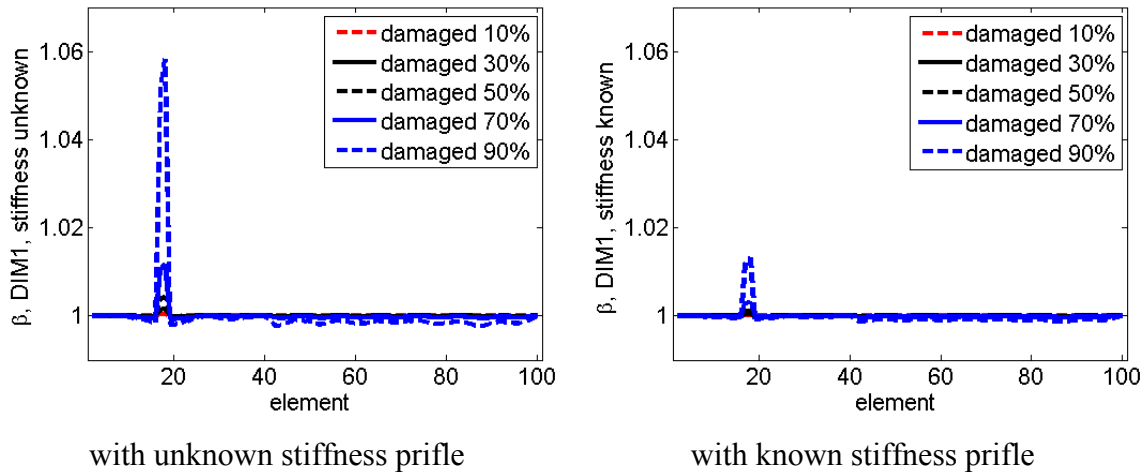 β, DIM1, stiffness unknown
1.06
1.04
1.02
1
20
40
60
80
100
element
damaged 10%
damaged 30%
damaged 50%
damaged 70%
damaged 90%
with unknown stiffness prifle
β, DIM1, stiffness known
1.06
1.04
1.02
1
20
40
60
80
100
element
damaged 10%
damaged 30%
damaged 50%
damaged 70%
damaged 90%
with known stiffness prifle